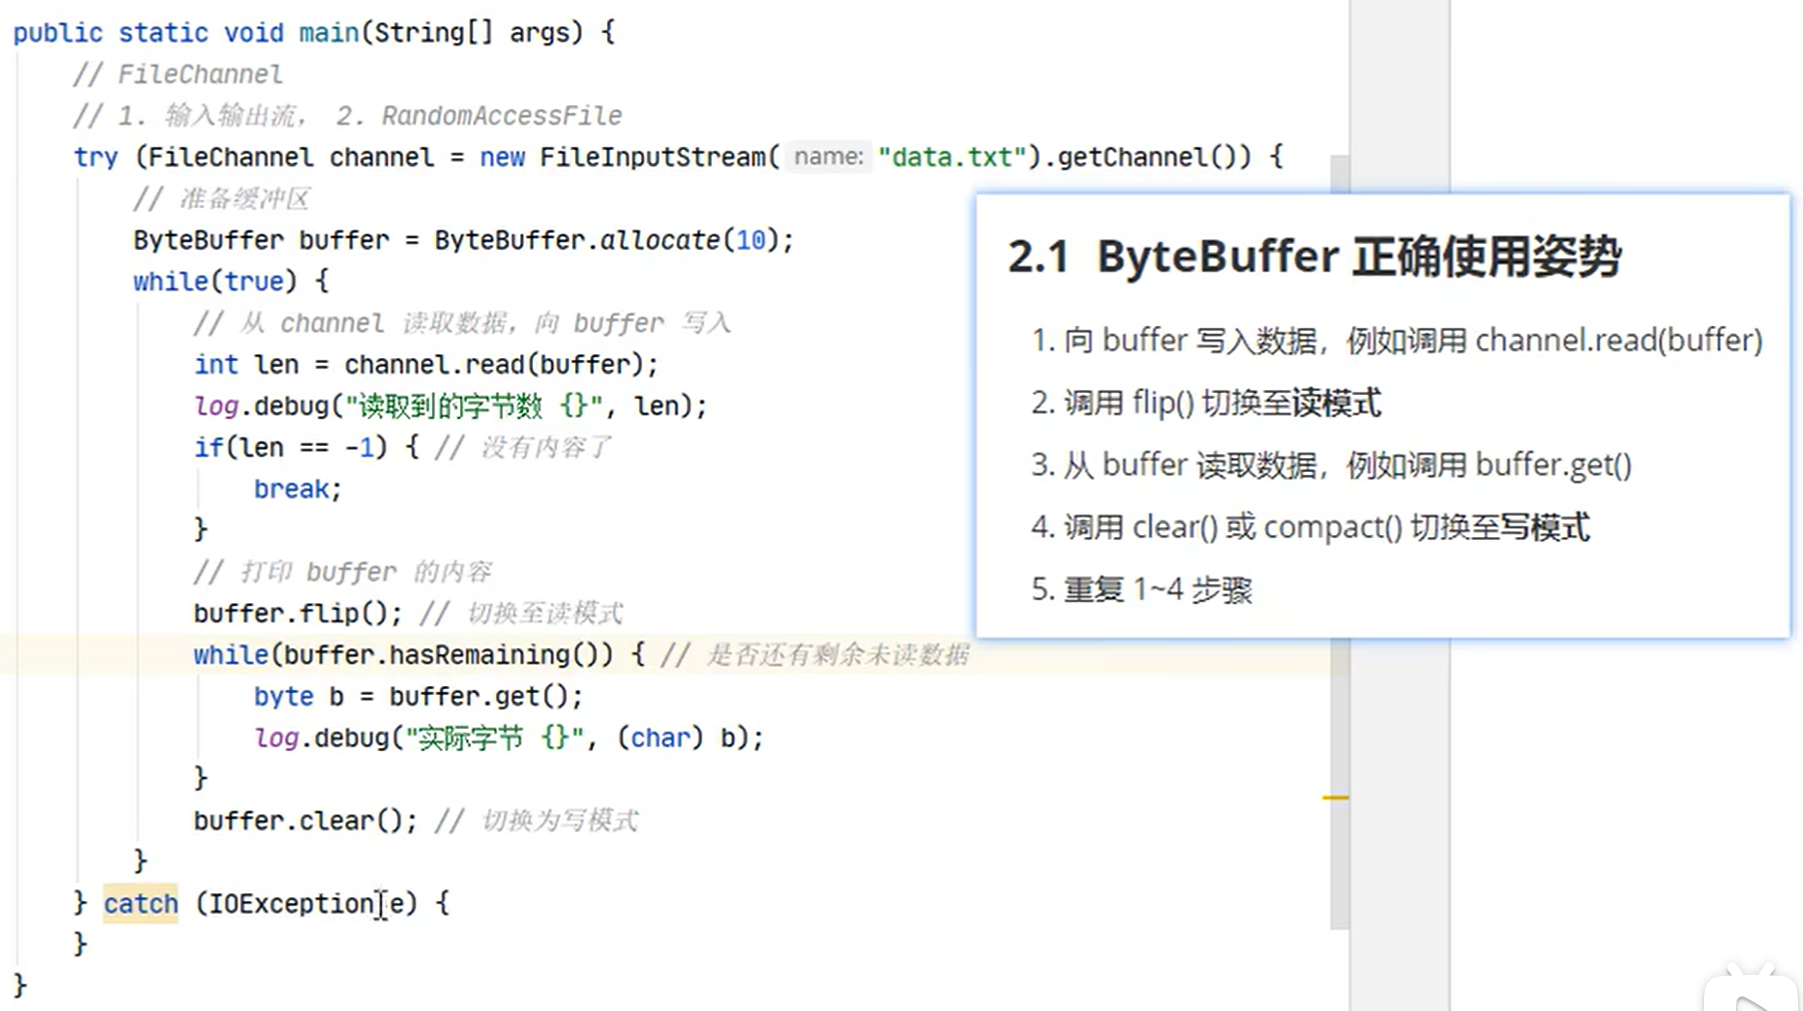 public static void main(String[] args) {
// FileChannel
// 1. 输入输出流， 2. RandomAccessFile
try (FileChannel channel = new FileInputStream( name: "data.txt").getChannel()) {
// 准备缓冲区
ByteBuffer buffer = ByteBuffer.allocate(10);
while(true) {
// 从 channel 读取数据，向 buffer 写入
int len = channel.read(buffer);
log.debug("读取到的字节数 {}", len);
if(len == -1) { // 没有内容了
break;
}
// 打印 buffer 的内容
buffer.flip(); // 切换至读模式
while(buffer.hasRemaining()) { // 是否还有剩余未读数据
byte b = buffer.get();
log.debug("实际字节 {}", (char) b);
}
buffer.clear(); // 切换为写模式
}
} catch (IOException e) {
}
}
2.1 ByteBuffer 正确使用姿势
1. 向 buffer 写入数据，例如调用 channel.read(buffer)
2. 调用 flip() 切换至读模式
3. 从 buffer 读取数据，例如调用 buffer.get()
4. 调用 clear() 或 compact() 切换至写模式
5. 重复 1~4 步骤